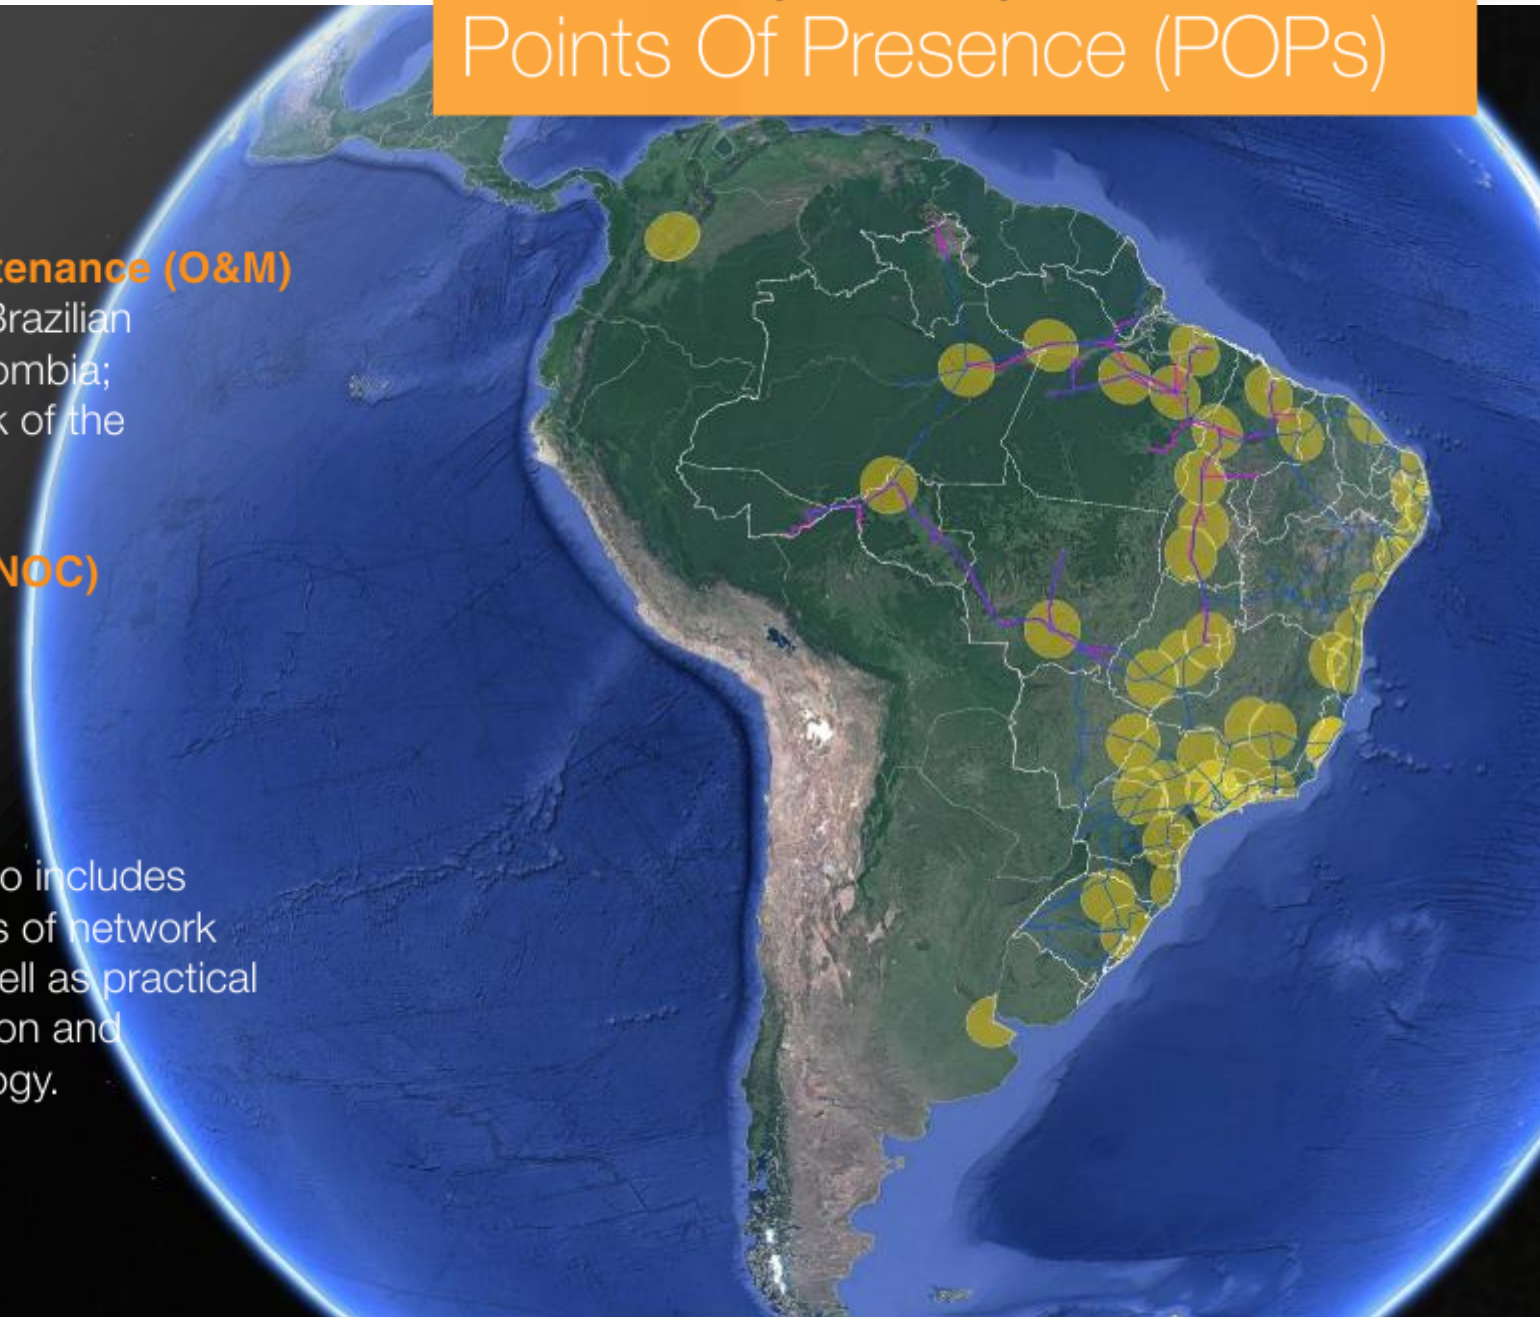 Points Of Presence (POPs)
tenance (O&M)
Brazilian
ombia;
k of the
NOC)
o includes
s of network
ell as practical
on and
ogy.